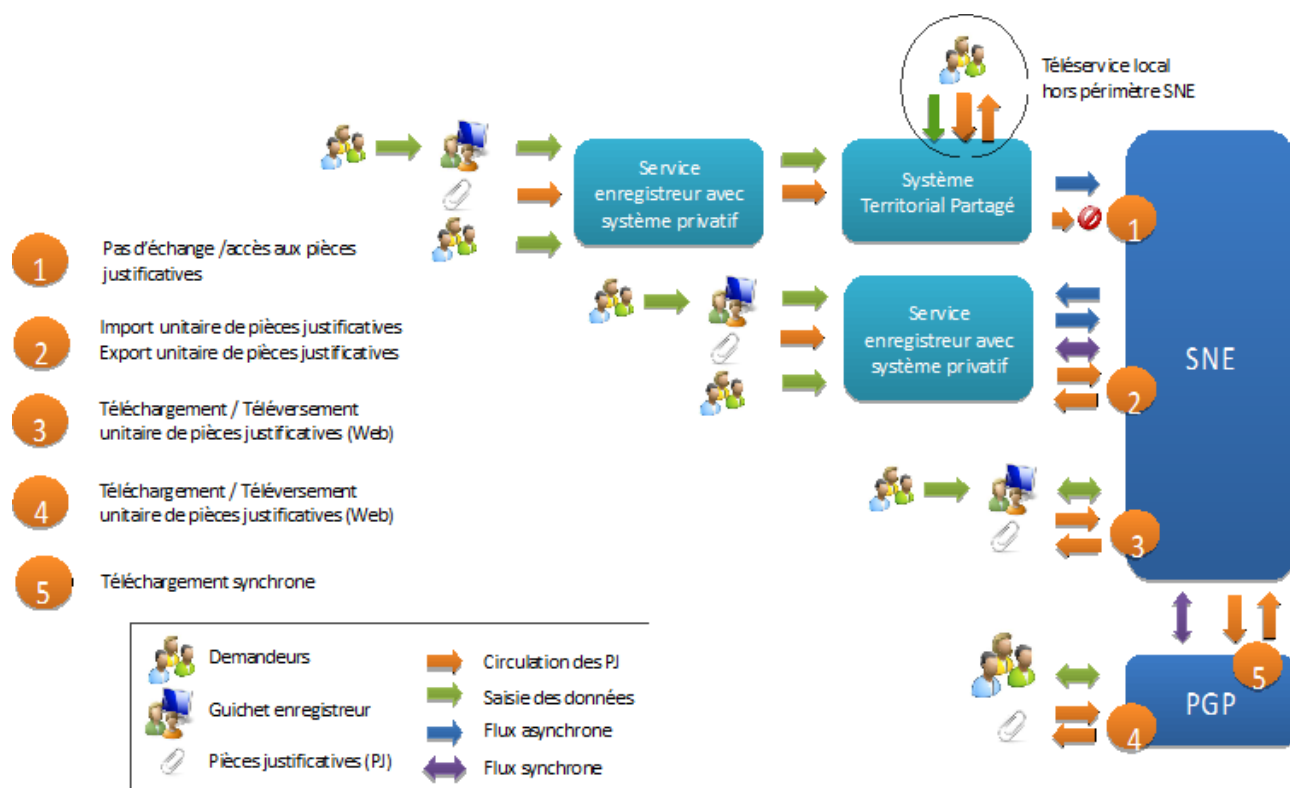 Téléservice local
hors périmètre SNE
Service
enregistreur avec
système privatif
Système
Territorial Partagé
1
1
Pas d'échange /accès aux pièces
justificatives
Service
enregistreur avec
système privatif
SNE
2
2
Import unitaire de pièces justificatives
Export unitaire de pièces justificatives
3
Téléchargement / Téléversement
unitaire de pièces justificatives (Web)
3
4
Téléchargement / Téléversement
unitaire de pièces justificatives (Web)
5
Téléchargement synchrone
Demandeurs
Guichet enregistreur
Pièces justificatives (PJ)
Circulation des PJ
Saisie des données
Flux asynchrone
Flux synchrone
5
PGP
4